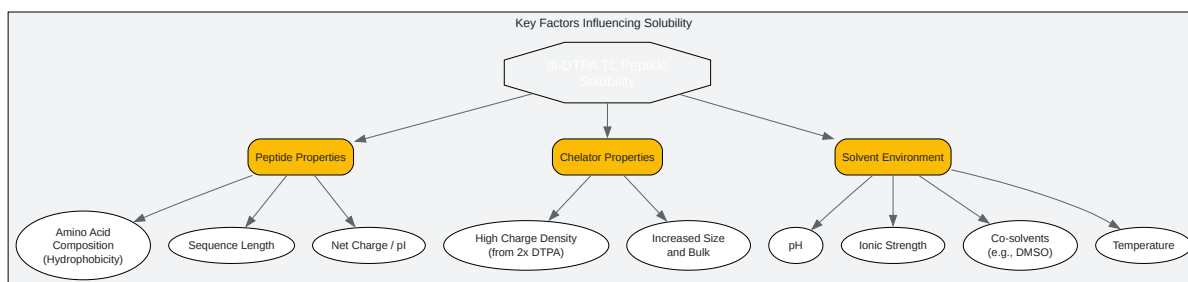 Key Factors Influencing Solubility
di-DTPA TL Peptide
Solubility
Peptide Properties
Chelator Properties
Solvent Environment
Amino Acid
Composition
(Hydrophobicity)
Sequence Length
Net Charge / pI
High Charge Density
(from 2x DTPA)
Increased Size
and Bulk
pH
Ionic Strength
Co-solvents
(e.g., DMSO)
Temperature